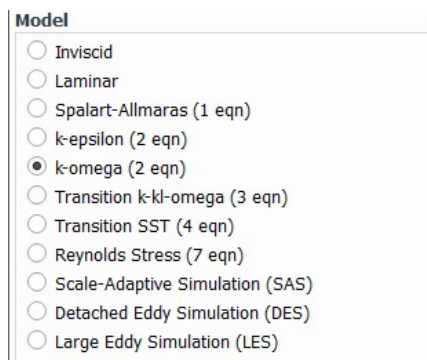 Model
Inviscid
Laminar
Spalart-Allmaras (1 eqn)
k-epsilon (2 eqn)
k-omega (2 eqn)
Transition k-kl-omega (3 eqn)
Transition SST (4 eqn)
Reynolds Stress (7 eqn)
Scale-Adaptive Simulation (SAS)
Detached Eddy Simulation (DES)
Large Eddy Simulation (LES)